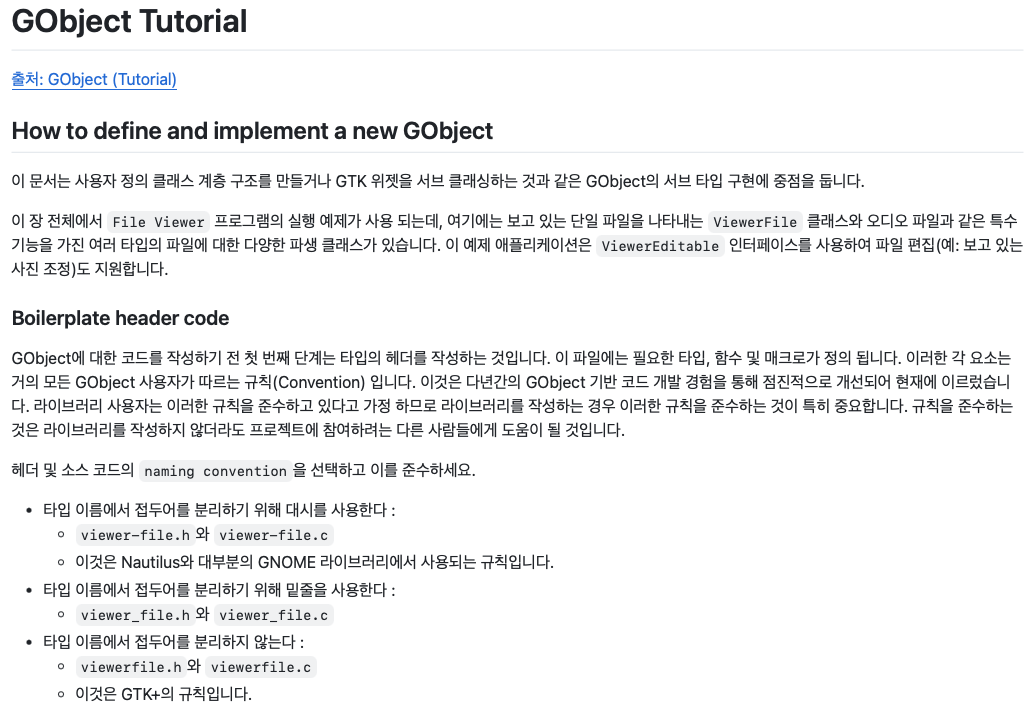 GObject Tutorial
출처: GObject (Tutorial)
How to define and implement a new GObject
이 문서는 사용자 정의 클래스 계층 구조를 만들거나 GTK 위젯을 서브 클래싱하는 것과 같은 GObject의 서브 타입 구현에 중점을 둡니다.
이 장 전체에서 File Viewer 프로그램의 실행 예제가 사용 되는데, 여기에는 보고 있는 단일 파일을 나타내는 ViewerFile 클래스와 오디오 파일과 같은 특수
기능을 가진 여러 타입의 파일에 대한 다양한 파생 클래스가 있습니다. 이 예제 애플리케이션은 ViewerEditable 인터페이스를 사용하여 파일 편집(예: 보고 있는
사진 조정)도 지원합니다.
Boilerplate header code
GObject에 대한 코드를 작성하기 전 첫 번째 단계는 타입의 헤더를 작성하는 것입니다. 이 파일에는 필요한 타입, 함수 및 매크로가 정의 됩니다. 이러한 각 요소는
거의 모든 GObject 사용자가 따르는 규칙(Convention) 입니다. 이것은 다년간의 GObject 기반 코드 개발 경험을 통해 점진적으로 개선되어 현재에 이르렀습니
다. 라이브러리 사용자는 이러한 규칙을 준수하고 있다고 가정 하므로 라이브러리를 작성하는 경우 이러한 규칙을 준수하는 것이 특히 중요합니다. 규칙을 준수하는
것은 라이브러리를 작성하지 않더라도 프로젝트에 참여하려는 다른 사람들에게 도움이 될 것입니다.
헤더 및 소스 코드의 naming convention 을 선택하고 이를 준수하세요.
• 타입 이름에서 접두어를 분리하기 위해 대시를 사용한다 :
◦ viewer-file.h 와 viewer-file.c
◦ 이것은 Nautilus와 대부분의 GNOME 라이브러리에서 사용되는 규칙입니다.
• 타입 이름에서 접두어를 분리하기 위해 밑줄을 사용한다 :
◦ viewer_file.h 와 viewer_file.c
• 타입 이름에서 접두어를 분리하지 않는다 :
◦ viewerfile.h 와 viewerfile.c
◦ 이것은 GTK+의 규칙입니다.